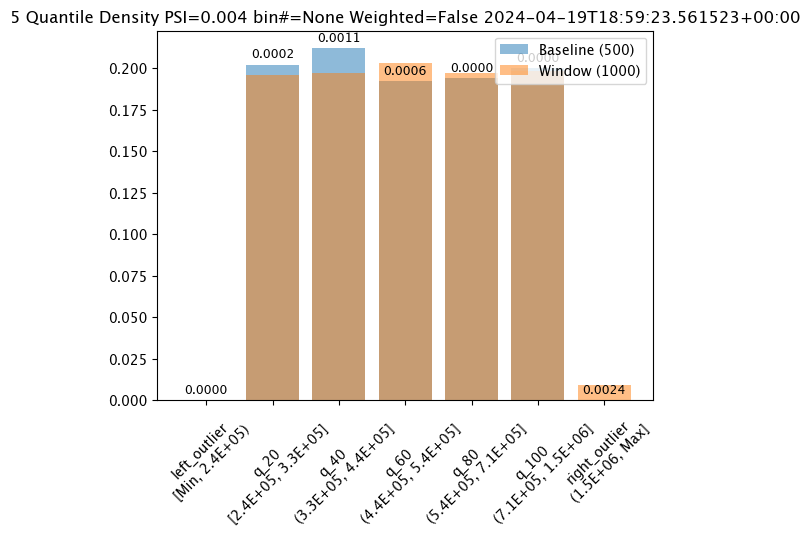 5 Quantile Density PSI=0.004 bin#=None Weighted=False 2024-04-19T18:59:23.561523+00:00
Baseline (500)
Window (1000)
0.200
0.175
0.150
0.125
0.100
0.075
0.050
0.025
0.000
0.0000
0.0002
0.0011
0.0006
0.0000
0.0000
0.0024
left_outlier
[Min, 2.4E+05)
q_20
[2.4E+05, 3.3E+05]
q_40
(3.3E+05, 4.4E+05]
q_60
(4.4E+05, 5.4E+05]
q_80
(5.4E+05, 7.1E+05]
q_100
(7.1E+05, 1.5E+06]
right_outlier
(1.5E+06, Max]